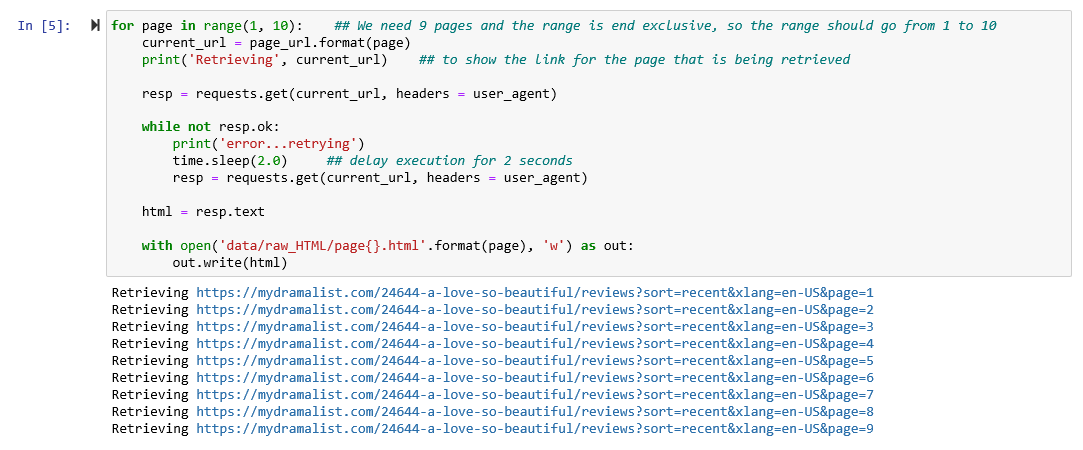 In [5]:
for page in range(1, 10):    ## We need 9 pages and the range is end exclusive, so the range should go from 1 to 10
    current_url = page_url.format(page)
    print('Retrieving', current_url)    ## to show the link for the page that is being retrieved

    resp = requests.get(current_url, headers = user_agent)

    while not resp.ok:
        print('error...retrying')
        time.sleep(2.0)     ## delay execution for 2 seconds
        resp = requests.get(current_url, headers = user_agent)

    html = resp.text

    with open('data/raw_HTML/page{}.html'.format(page), 'w') as out:
        out.write(html)
Retrieving https://mydramalist.com/24644-a-love-so-beautiful/reviews?sort=recent&xlang=en-US&page=1
Retrieving https://mydramalist.com/24644-a-love-so-beautiful/reviews?sort=recent&xlang=en-US&page=2
Retrieving https://mydramalist.com/24644-a-love-so-beautiful/reviews?sort=recent&xlang=en-US&page=3
Retrieving https://mydramalist.com/24644-a-love-so-beautiful/reviews?sort=recent&xlang=en-US&page=4
Retrieving https://mydramalist.com/24644-a-love-so-beautiful/reviews?sort=recent&xlang=en-US&page=5
Retrieving https://mydramalist.com/24644-a-love-so-beautiful/reviews?sort=recent&xlang=en-US&page=6
Retrieving https://mydramalist.com/24644-a-love-so-beautiful/reviews?sort=recent&xlang=en-US&page=7
Retrieving https://mydramalist.com/24644-a-love-so-beautiful/reviews?sort=recent&xlang=en-US&page=8
Retrieving https://mydramalist.com/24644-a-love-so-beautiful/reviews?sort=recent&xlang=en-US&page=9